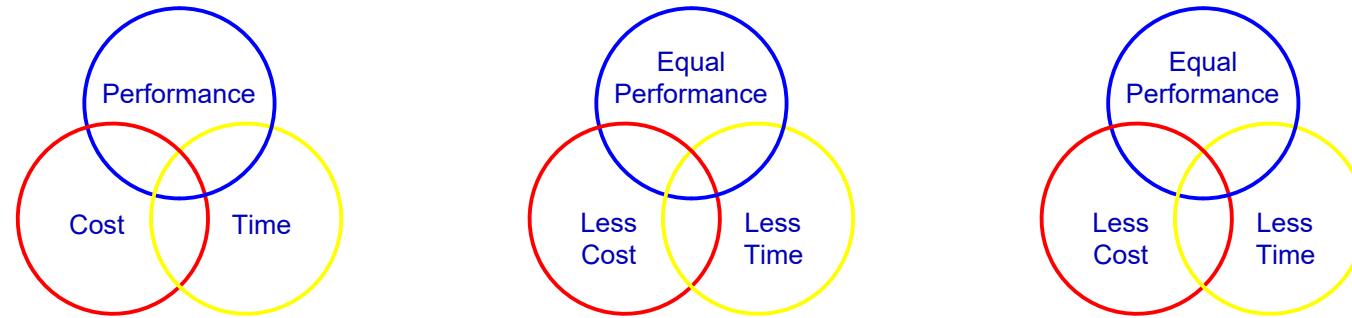 Performance
Cost
Time
Equal
Performance
Less
Cost
Less
Time
Equal
Performance
Less
Cost
Less
Time